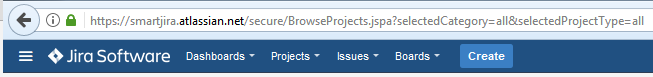 https://smartjira.atlassian.net/secure/BrowseProjects.jspa?selectedCategory=all&selectedProjectType=all
Jira Software Dashboards Projects Issues Boards Create